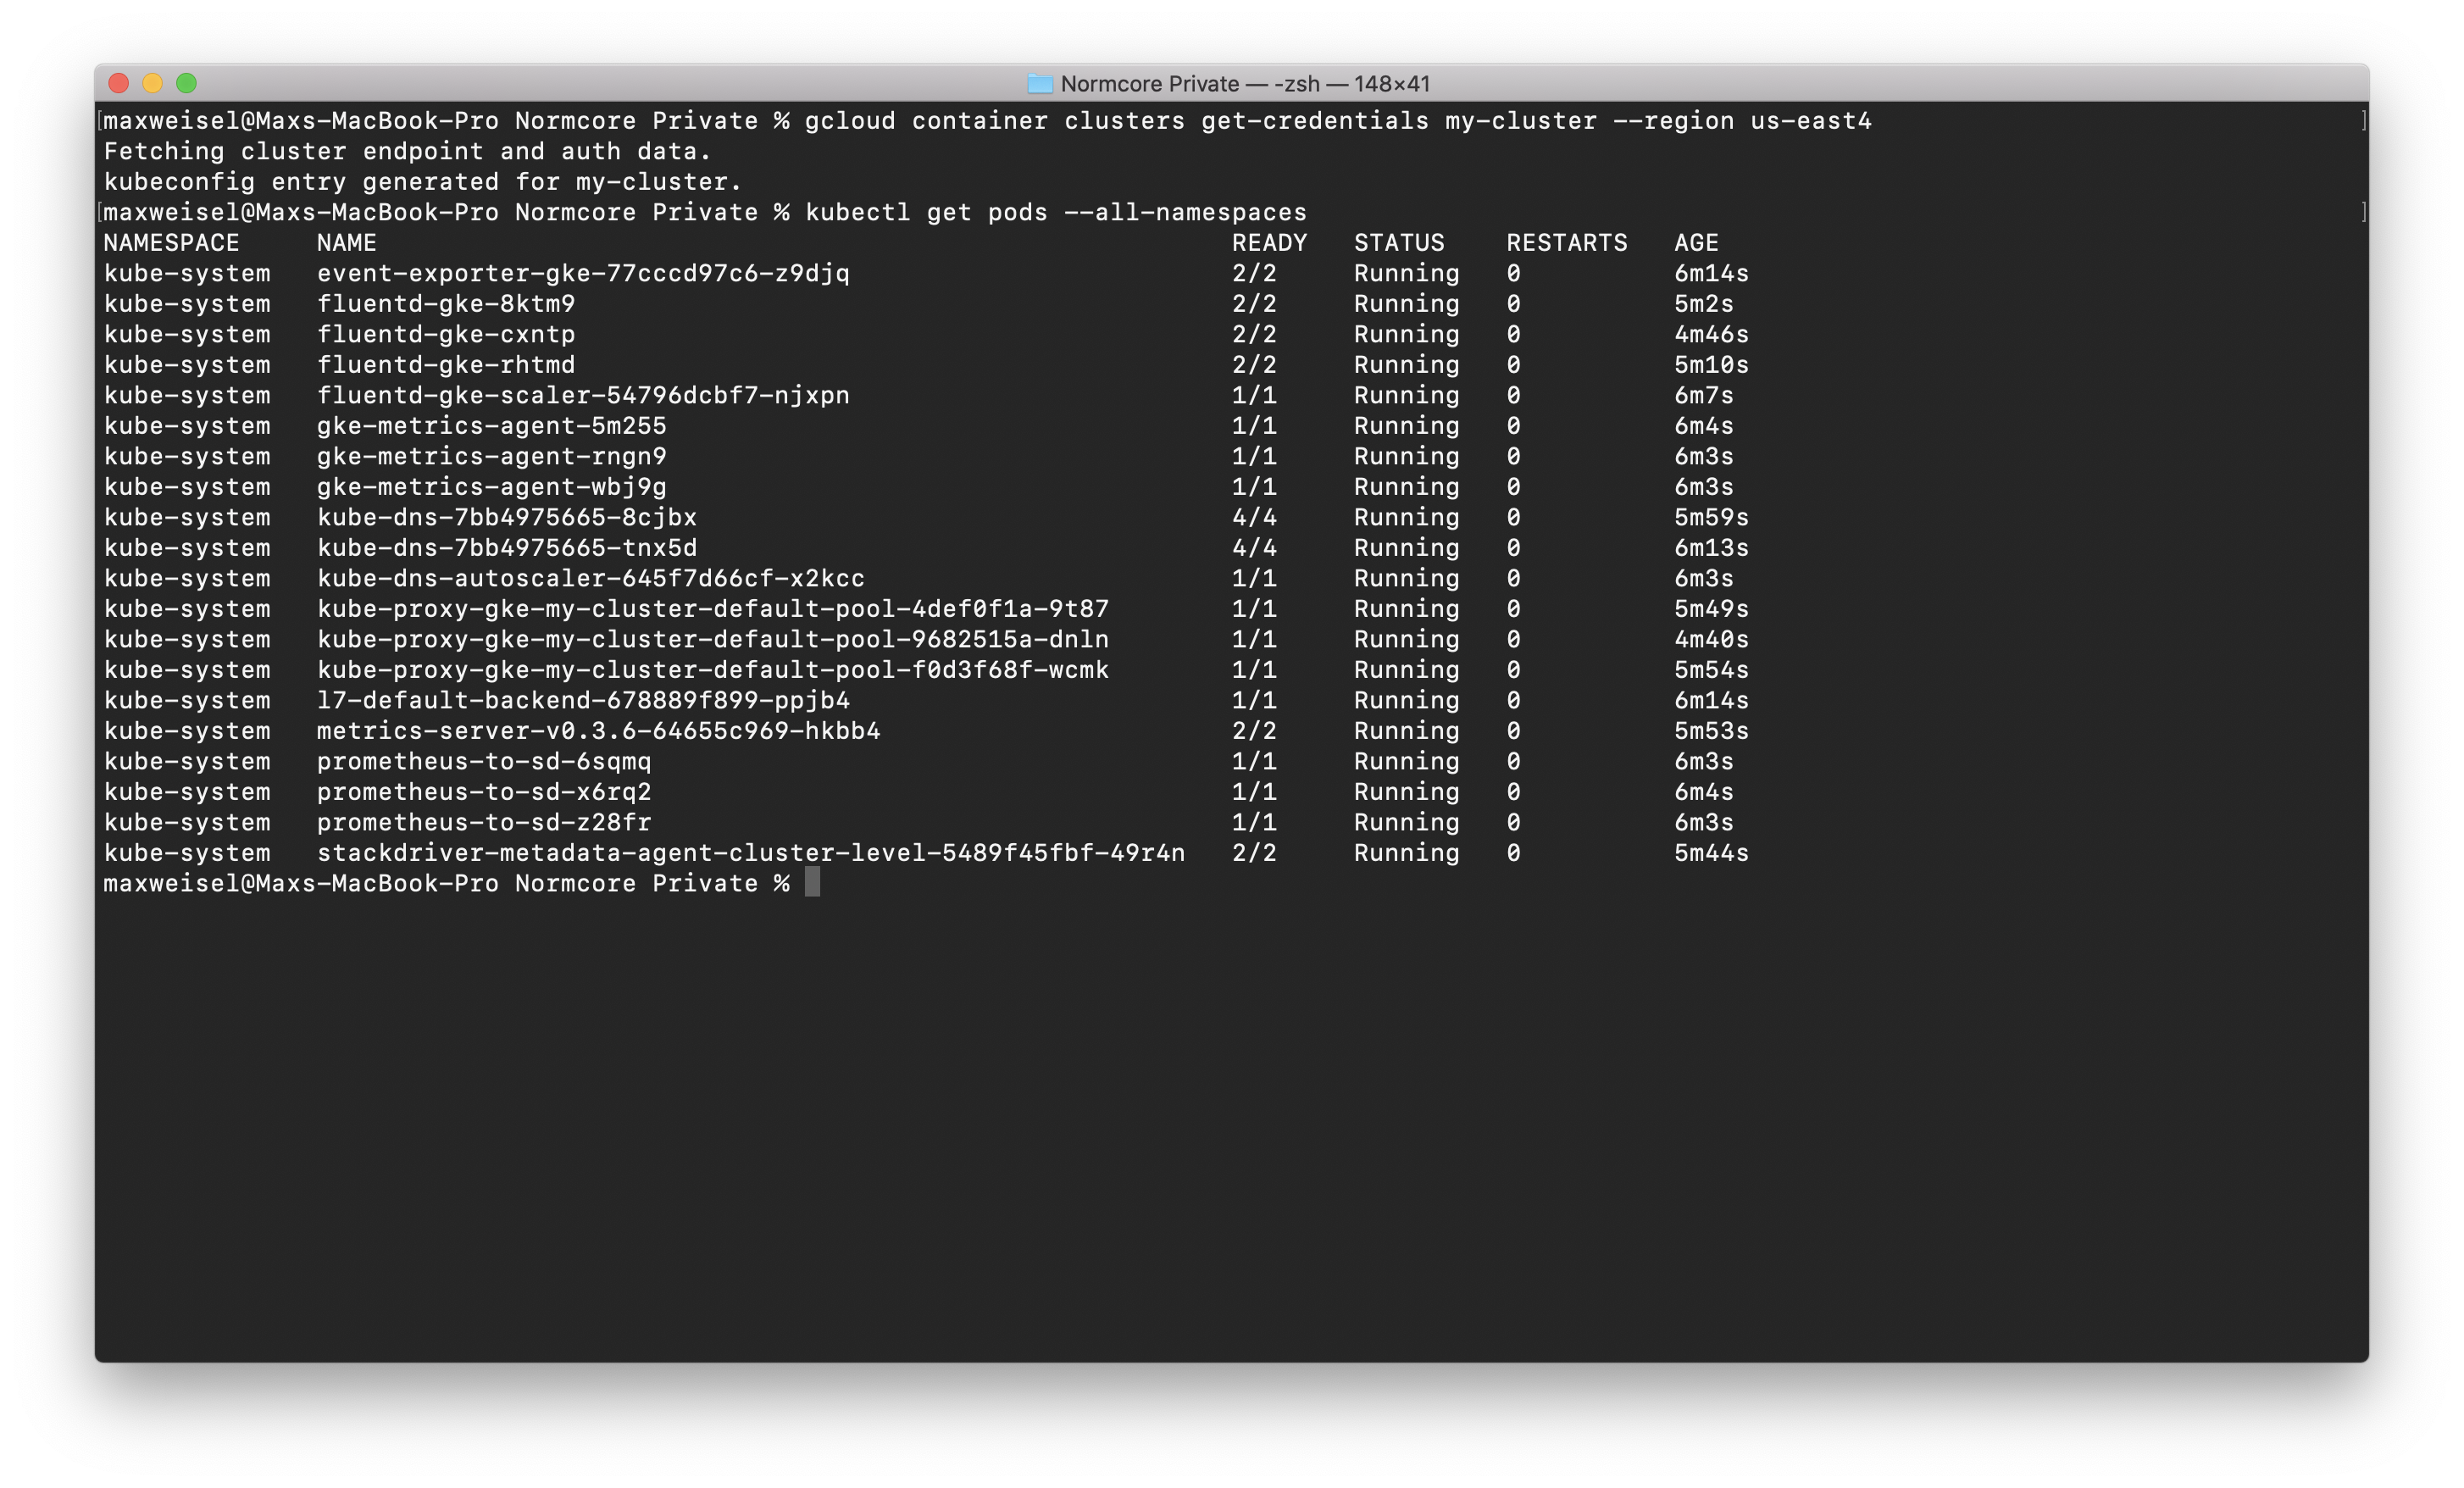 Normcore Private — -zsh — 148×41
[maxweisel@Maxs-MacBook-Pro Normcore Private % gcloud container clusters get-credentials my-cluster --region us-east4 ]
Fetching cluster endpoint and auth data.
kubeconfig entry generated for my-cluster.
[maxweisel@Maxs-MacBook-Pro Normcore Private % kubectl get pods --all-namespaces ]
NAMESPACE NAME READY STATUS RESTARTS AGE
kube-system event-exporter-gke-77cccd97c6-z9djq 2/2 Running 0 6m14s
kube-system fluentd-gke-8ktm9 2/2 Running 0 5m2s
kube-system fluentd-gke-cxntp 2/2 Running 0 4m46s
kube-system fluentd-gke-rhtmd 2/2 Running 0 5m10s
kube-system fluentd-gke-scaler-54796dcbf7-njxpn 1/1 Running 0 6m7s
kube-system gke-metrics-agent-5m255 1/1 Running 0 6m4s
kube-system gke-metrics-agent-rngn9 1/1 Running 0 6m3s
kube-system gke-metrics-agent-wbj9g 1/1 Running 0 6m3s
kube-system kube-dns-7bb4975665-8cjbx 4/4 Running 0 5m59s
kube-system kube-dns-7bb4975665-tnx5d 4/4 Running 0 6m13s
kube-system kube-dns-autoscaler-645f7d66cf-x2kcc 1/1 Running 0 6m3s
kube-system kube-proxy-gke-my-cluster-default-pool-4def0f1a-9t87 1/1 Running 0 5m49s
kube-system kube-proxy-gke-my-cluster-default-pool-9682515a-dnln 1/1 Running 0 4m40s
kube-system kube-proxy-gke-my-cluster-default-pool-f0d3f68f-wcmk 1/1 Running 0 5m54s
kube-system l7-default-backend-678889f899-ppjb4 1/1 Running 0 6m14s
kube-system metrics-server-v0.3.6-64655c969-hkbb4 2/2 Running 0 5m53s
kube-system prometheus-to-sd-6sqmq 1/1 Running 0 6m3s
kube-system prometheus-to-sd-x6rq2 1/1 Running 0 6m4s
kube-system prometheus-to-sd-z28fr 1/1 Running 0 6m3s
kube-system stackdriver-metadata-agent-cluster-level-5489f45fbf-49r4n 2/2 Running 0 5m44s
maxweisel@Maxs-MacBook-Pro Normcore Private %